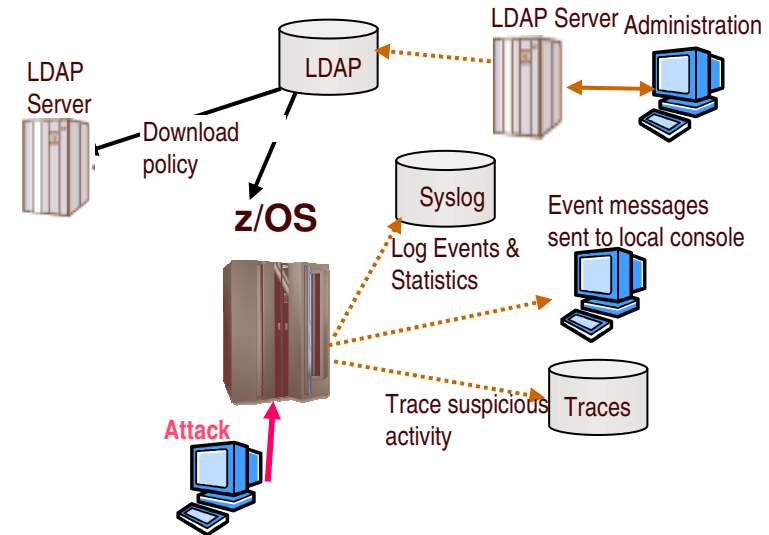 LDAP Server
Administration
LDAP
LDAP
Server
Download
policy
Syslog
z/OS
Event messages
sent to local console
Log Events &
Statistics
Trace suspicious
activity
Traces
Attack